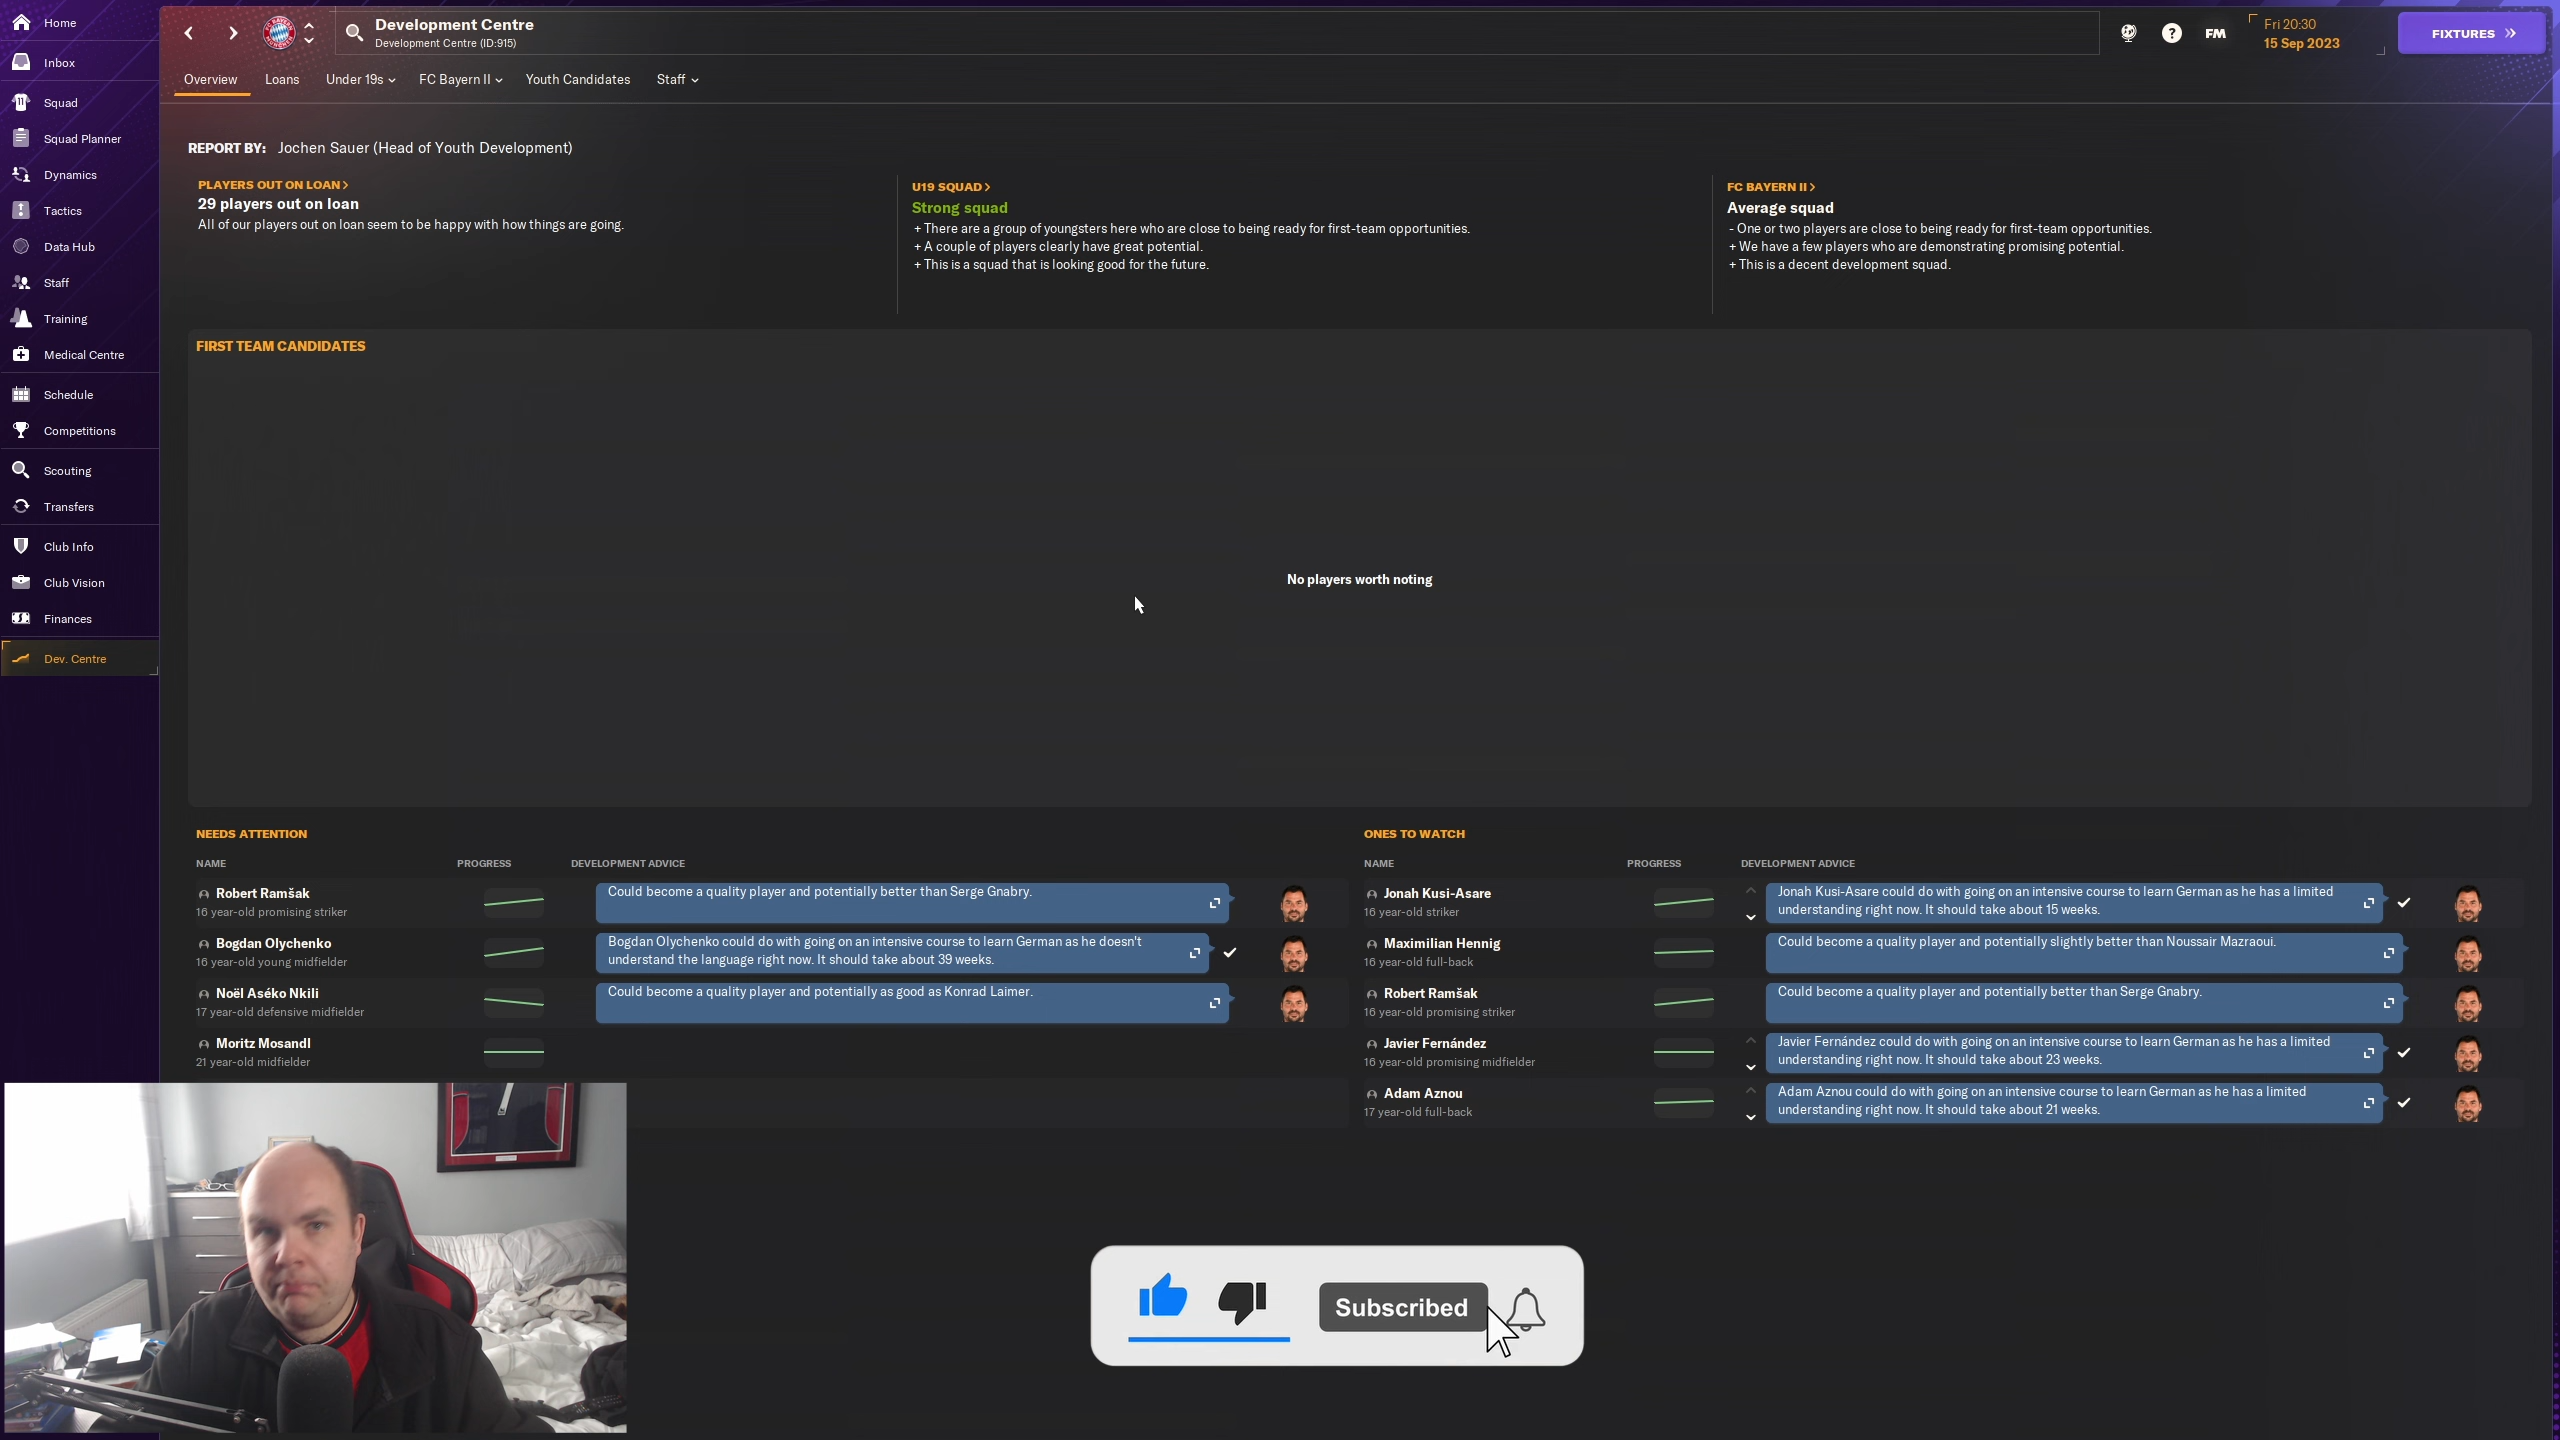 Home
Inbox
Squad
Squad Planner
Dynamics
Tactics
Data Hub
Staff
Training
Medical Centre
Schedule
Competitions
Scouting
Transfers
Club Info
Club Vision
Finances
Dev. Centre
Development Centre
Development Centre (ID:915)
FM
Fri 20:30
15 Sep 2023
FIXTURES
Overview
Loans
Under 19s
FC Bayern II
Youth Candidates
Staff
REPORT BY: Jochen Sauer (Head of Youth Development)
PLAYERS OUT ON LOAN
29 players out on loan
All of our players out on loan seem to be happy with how things are going.
U19 SQUAD
Strong squad
+ There are a group of youngsters here who are close to being ready for first-team opportunities.
+ A couple of players clearly have great potential.
+ This is a squad that is looking good for the future.
FC BAYERN II
Average squad
- One or two players are close to being ready for first-team opportunities.
+ We have a few players who are demonstrating promising potential.
+ This is a decent development squad.
FIRST TEAM CANDIDATES
No players worth noting
NEEDS ATTENTION
NAME PROGRESS DEVELOPMENT ADVICE
Robert Ramšak
16 year-old promising striker
Could become a quality player and potentially better than Serge Gnabry.
Bogdan Olychenko
16 year-old young midfielder
Bogdan Olychenko could do with going on an intensive course to learn German as he doesn't
understand the language right now. It should take about 39 weeks.
Noël Aséko Nkili
17 year-old defensive midfielder
Could become a quality player and potentially as good as Konrad Laimer.
Moritz Mosandl
21 year-old midfielder
ONES TO WATCH
NAME PROGRESS DEVELOPMENT ADVICE
Jonah Kusi-Asare
16 year-old striker
Jonah Kusi-Asare could do with going on an intensive course to learn German as he has a limited
understanding right now. It should take about 15 weeks.
Maximilian Hennig
16 year-old full-back
Could become a quality player and potentially slightly better than Noussair Mazraoui.
Robert Ramšak
16 year-old promising striker
Could become a quality player and potentially better than Serge Gnabry.
Javier Fernández
16 year-old promising midfielder
Javier Fernández could do with going on an intensive course to learn German as he has a limited
understanding right now. It should take about 23 weeks.
Adam Aznou
17 year-old full-back
Adam Aznou could do with going on an intensive course to learn German as he has a limited
understanding right now. It should take about 21 weeks.
Subscribed